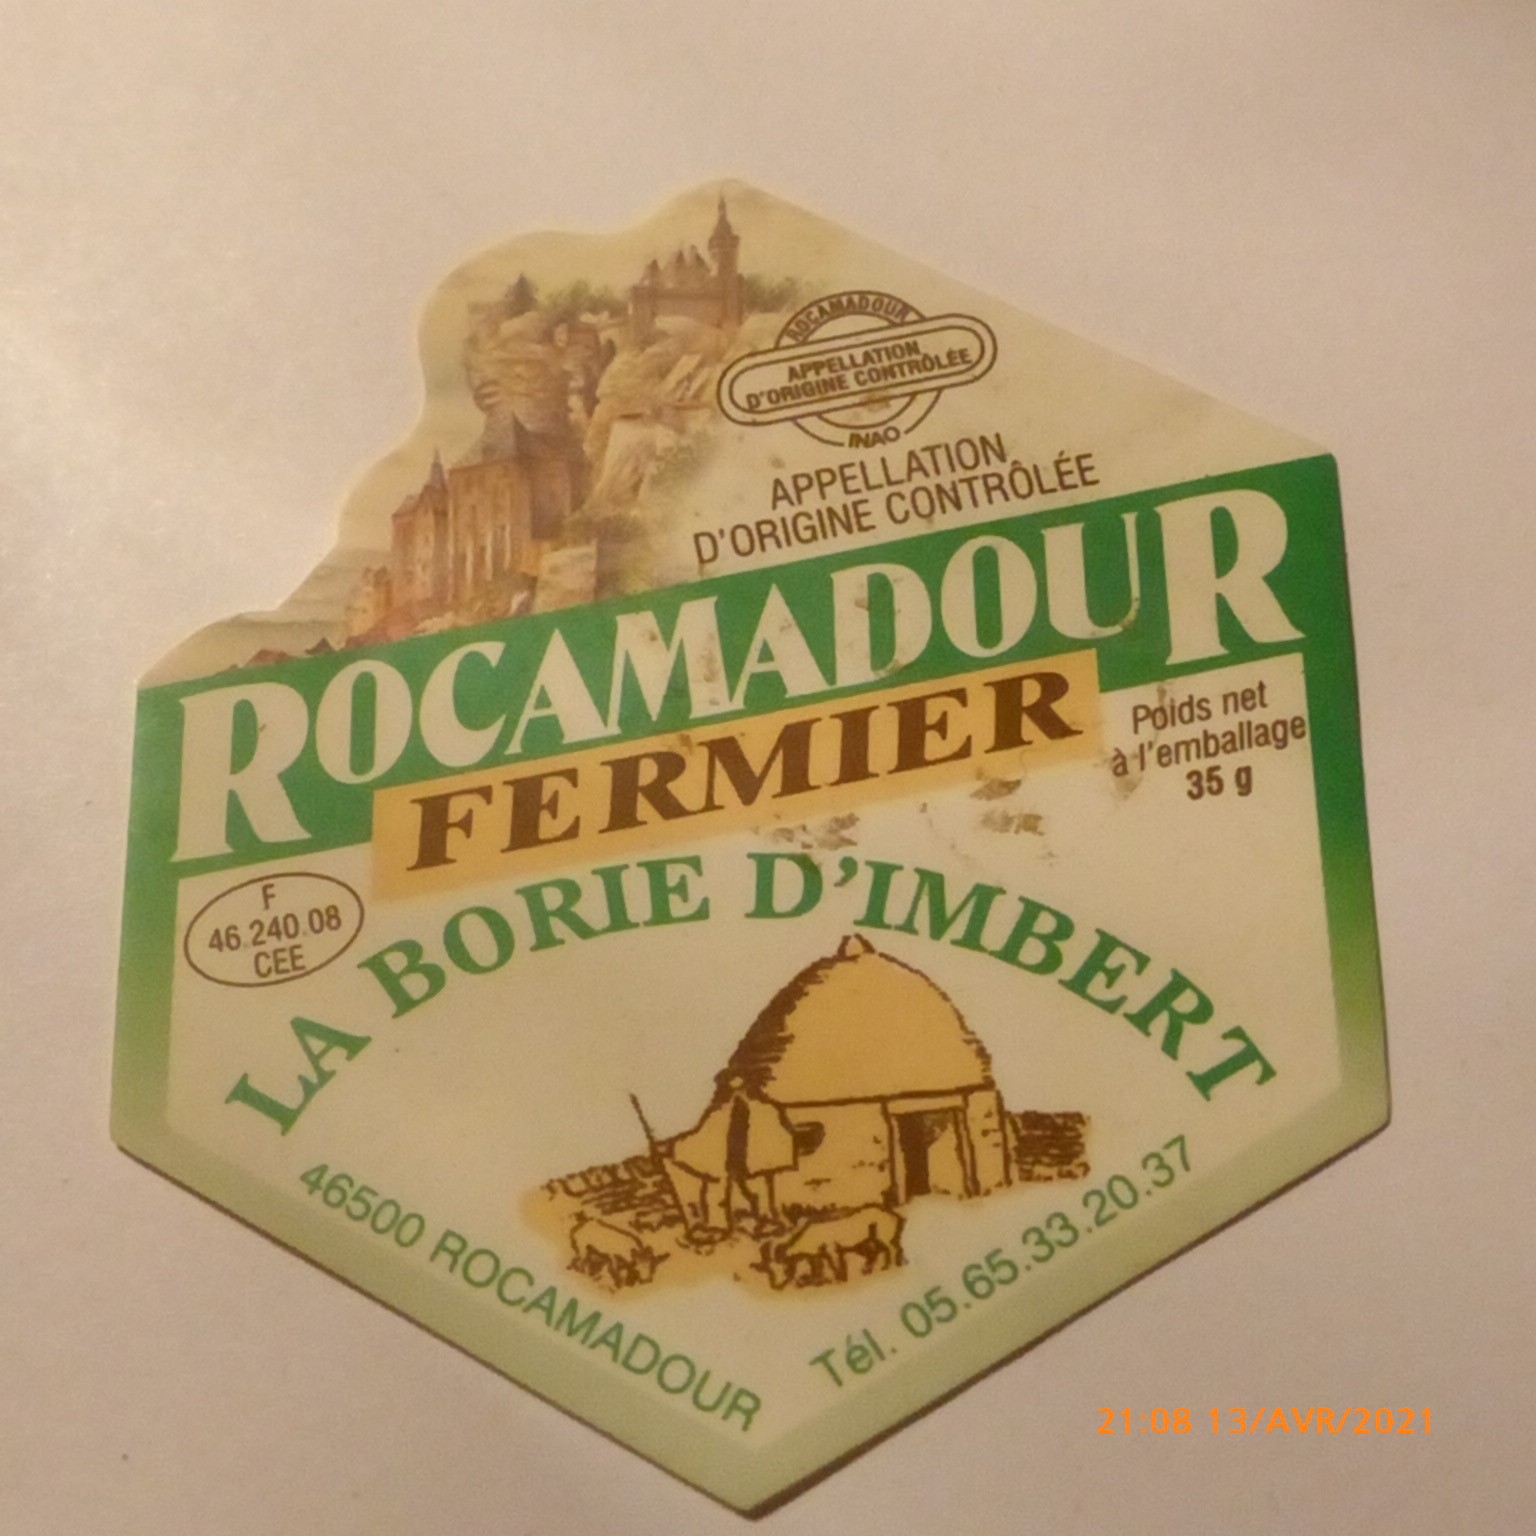 ROCAMADOUR
APPELLATION
D'ORIGINE CONTRÔLÉE
INAO
APPELLATION
D'ORIGINE CONTRÔLÉE
ROCAMADOUR
FERMIER
Poids net
à l'emballage
35 g
F
46.240.08
CEE
LA BORIE D'IMBERT
46500 ROCAMADOUR
Tél. 05.65.33.20.37
21:08 13/AVR/2021